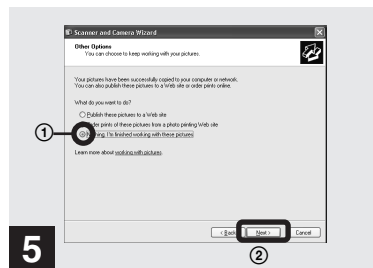 Scanner and Camera Wizard
Other Options
You can choose to keep working with your pictures.
Your pictures have been successfully copied to your computer or network.
You can also publish these pictures to a Web site or order prints online.
What do you want to do?
Publish these pictures to a Web site
prints of these pictures from a photo printing Web site
I'm finished working with these pictures
Learn more about working with pictures.
1
< Back Next > Cancel
2
5